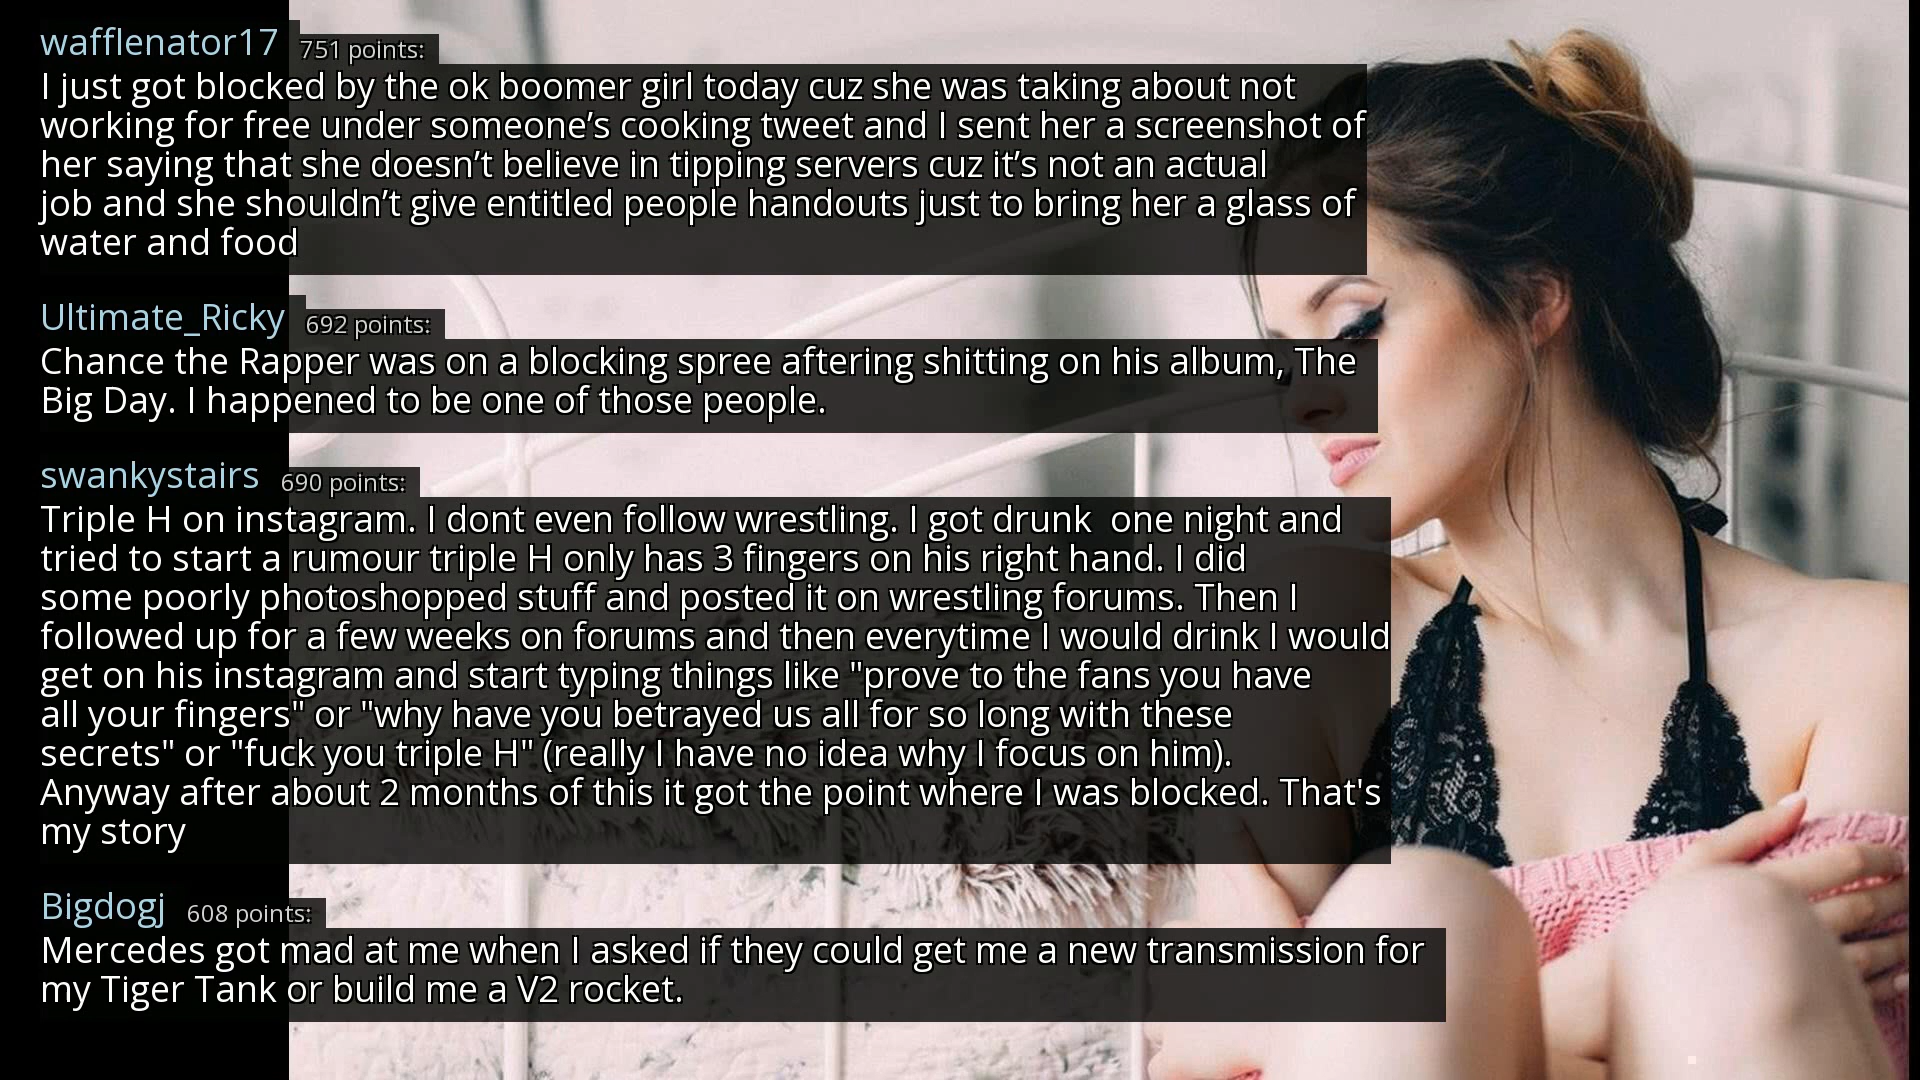 wafflenator17 751 points:
I just got blocked by the ok boomer girl today cuz she was taking about not
working for free under someone’s cooking tweet and I sent her a screenshot of
her saying that she doesn’t believe in tipping servers cuz it’s not an actual
job and she shouldn’t give entitled people handouts just to bring her a glass of
water and food
Ultimate_Ricky 692 points:
Chance the Rapper was on a blocking spree aftering shitting on his album, The
Big Day. I happened to be one of those people.
swankystairs 690 points:
Triple H on instagram. I dont even follow wrestling. I got drunk  one night and
tried to start a rumour triple H only has 3 fingers on his right hand. I did
some poorly photoshopped stuff and posted it on wrestling forums. Then I
followed up for a few weeks on forums and then everytime I would drink I would
get on his instagram and start typing things like "prove to the fans you have
all your fingers" or "why have you betrayed us all for so long with these
secrets" or "fuck you triple H" (really I have no idea why I focus on him).
Anyway after about 2 months of this it got the point where I was blocked. That's
my story
Bigdogj 608 points:
Mercedes got mad at me when I asked if they could get me a new transmission for
my Tiger Tank or build me a V2 rocket.